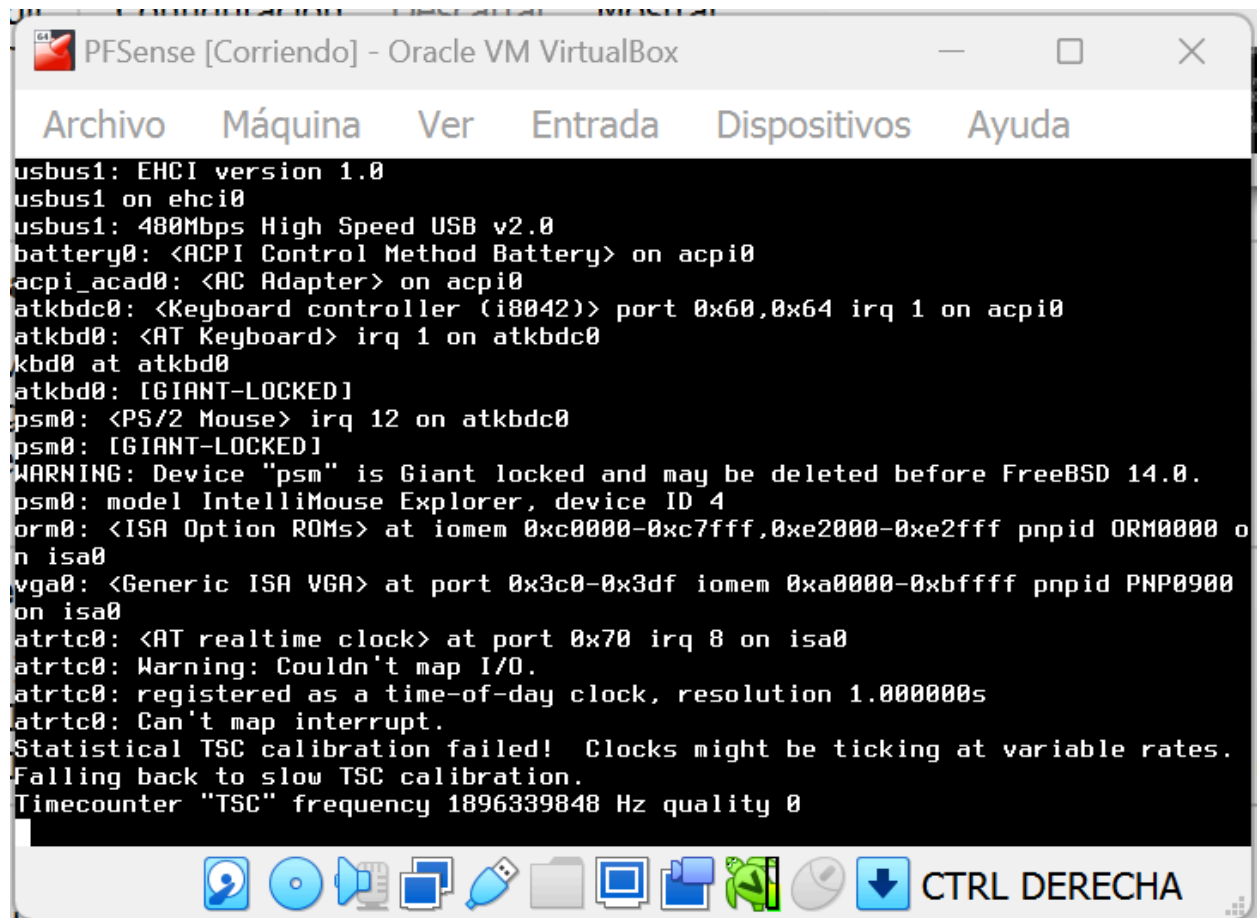 Configuración Descartar Mostrar
64
PFSense [Corriendo] - Oracle VM VirtualBox
Archivo Máquina Ver Entrada Dispositivos Ayuda
usbus1: EHCI version 1.0
usbus1 on ehci0
usbus1: 480Mbps High Speed USB v2.0
battery0: <ACPI Control Method Battery> on acpi0
acpi_acad0: <AC Adapter> on acpi0
atkbdc0: <Keyboard controller (i8042)> port 0x60,0x64 irq 1 on acpi0
atkbd0: <AT Keyboard> irq 1 on atkbdc0
kbd0 at atkbd0
atkbd0: [GIANT-LOCKED]
psm0: <PS/2 Mouse> irq 12 on atkbdc0
psm0: [GIANT-LOCKED]
WARNING: Device "psm" is Giant locked and may be deleted before FreeBSD 14.0.
psm0: model IntelliMouse Explorer, device ID 4
orm0: <ISA Option ROMs> at iomem 0xc0000-0xc7fff,0xe2000-0xe2fff pnpid ORM0000 o
n isa0
vga0: <Generic ISA VGA> at port 0x3c0-0x3df iomem 0xa0000-0xbffff pnpid PNP0900
on isa0
atrtc0: <AT realtime clock> at port 0x70 irq 8 on isa0
atrtc0: Warning: Couldn't map I/O.
atrtc0: registered as a time-of-day clock, resolution 1.000000s
atrtc0: Can't map interrupt.
Statistical TSC calibration failed!  Clocks might be ticking at variable rates.
Falling back to slow TSC calibration.
Timecounter "TSC" frequency 1896339848 Hz quality 0
CTRL DERECHA